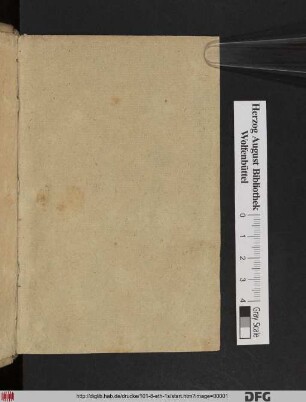 Herzog August Bibliothek
Wolfenbüttel
0 1 2 3 4
Gray Scale
http://diglib.hab.de/drucke/101-6-eth-1s/start.htm?image=00001
DFG